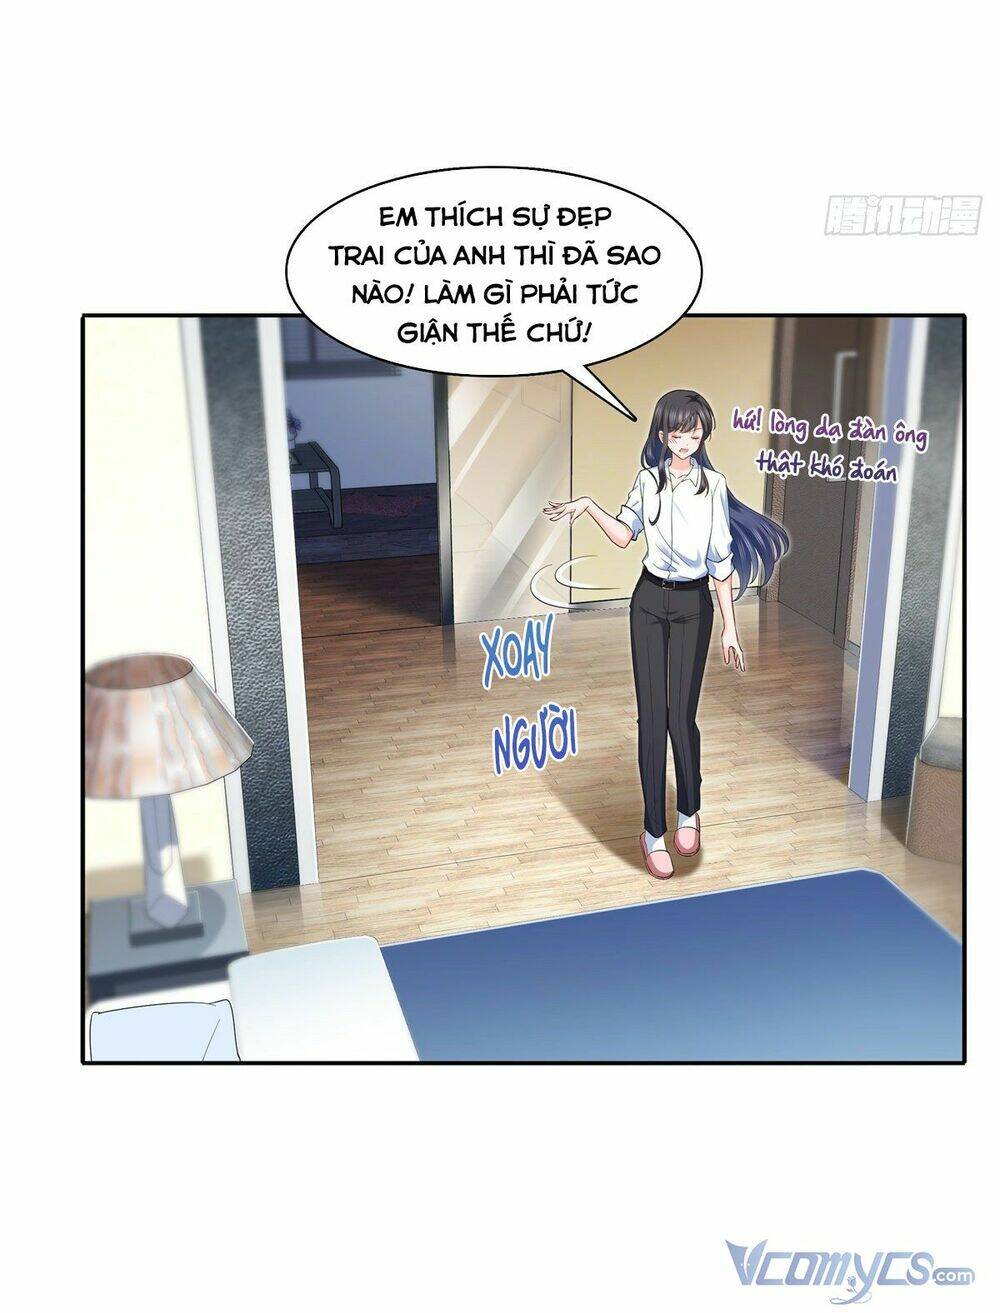 EM THÍCH SỰ ĐẸP
TRAI CỦA ANH THÌ ĐÃ SAO
NÀO! LÀM GÌ PHẢI TỨC
GIẬN THẾ CHỨ!
腾讯动漫
hứ! lòng dạ đàn ông
thật khó đoán
XOAY
NGƯỜI
VCOMYCS.com